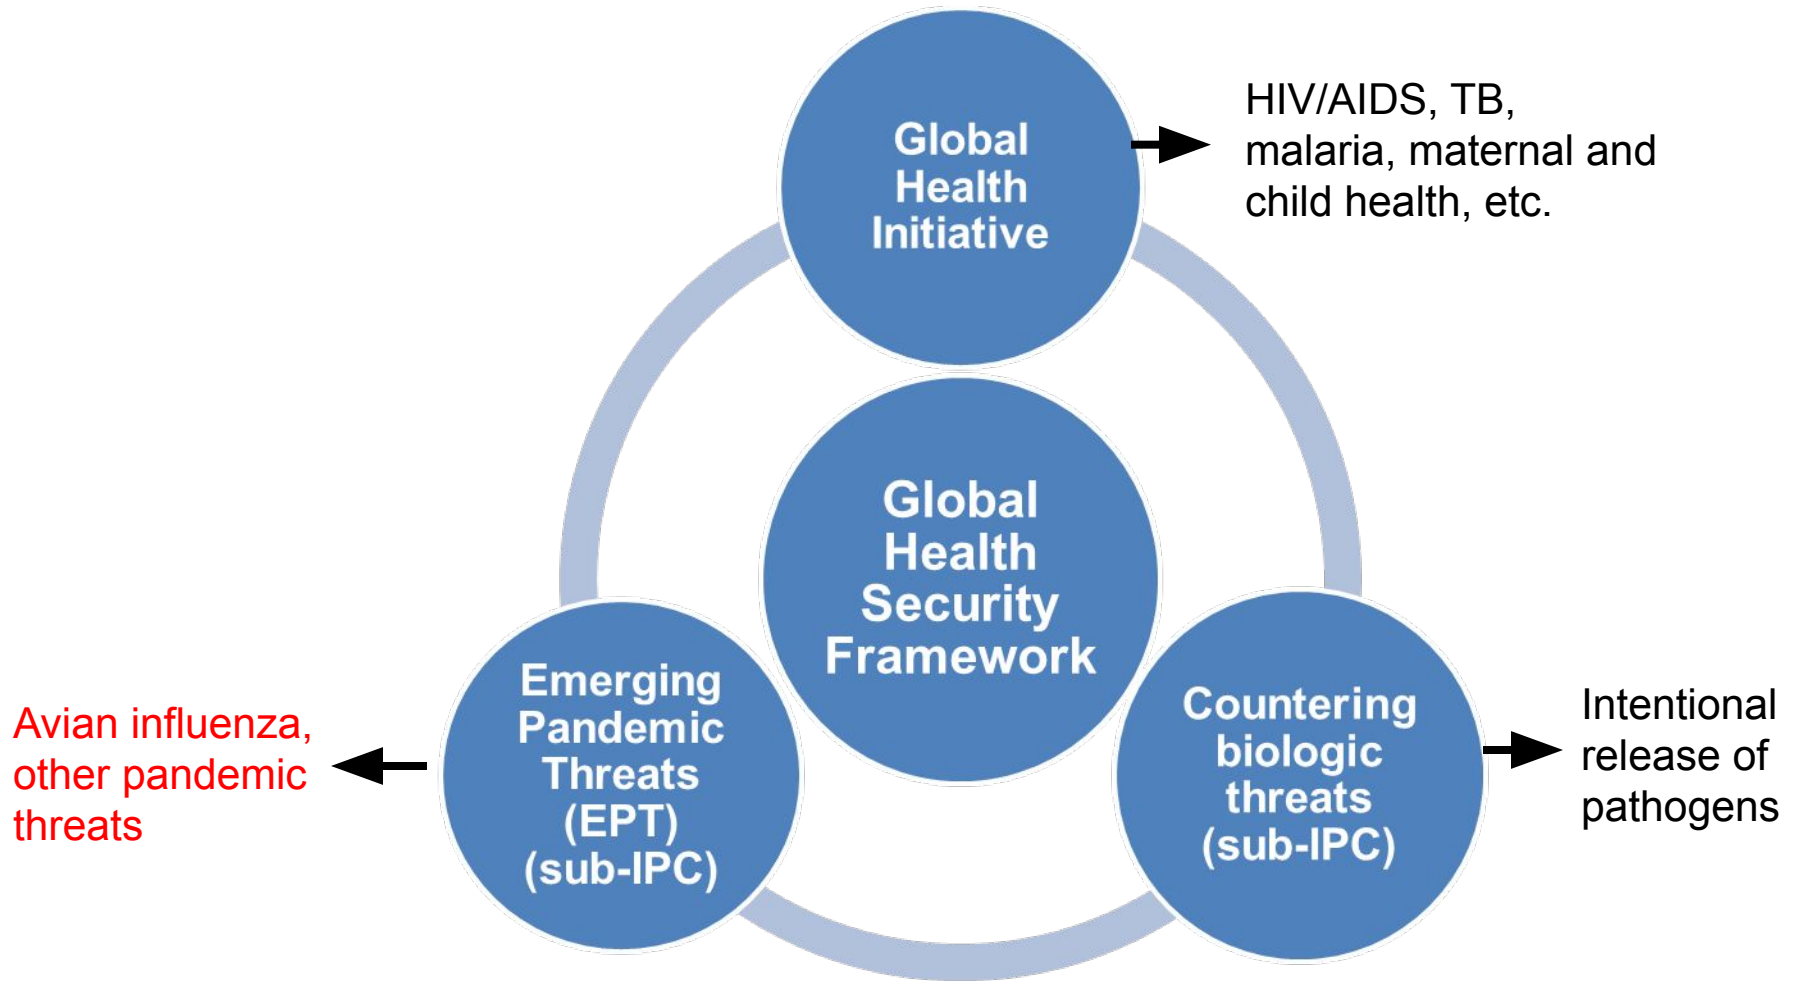 Global
Health
Initiative
HIV/AIDS, TB,
malaria, maternal and
child health, etc.
Global
Health
Security
Framework
Emerging
Pandemic
Threats
(EPT)
(sub-IPC)
Avian influenza,
other pandemic
threats
Countering
biologic
threats
(sub-IPC)
Intentional
release of
pathogens